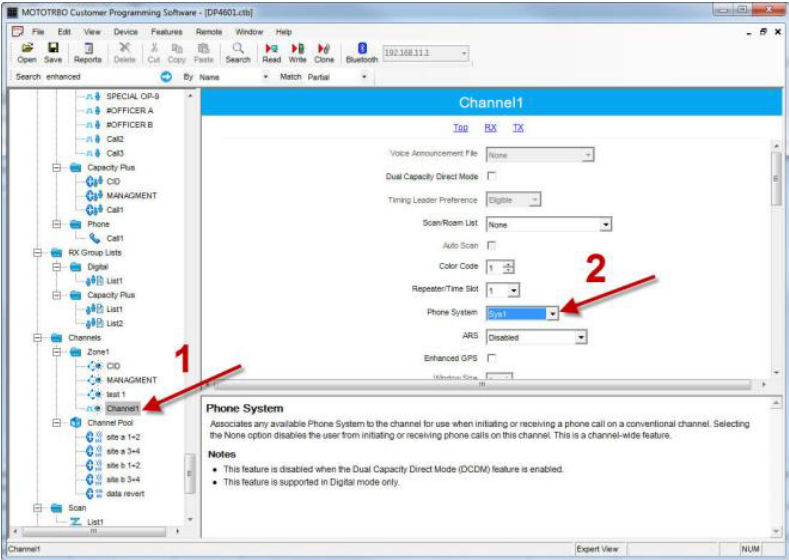 MOTOTRBO Customer Programming Software - [DP4601.ctb]
File Edit View Device Features Remote Window Help
Open Save Reports Delete Cut Copy Paste Search Read Write Clone Bluetooth 192.168.11.1
Search enhanced By Name Match Partial
SPECIAL OP-9
#OFFICER A
#OFFICER B
Call2
Call3
Capacity Plus
CID
MANAGMENT
Call1
Phone
Call1
RX Group Lists
Digital
List1
Capacity Plus
List1
List2
Channels
Zone1
CID
MANAGMENT
test 1
Channel1
Channel Pool
site a 1+2
site a 3+4
site b 1+2
site b 3+4
data revert
Scan
List1
1
Channel1
Top RX TX
Voice Announcement File None
Dual Capacity Direct Mode
Timing Leader Preference Eligible
Scan/Roam List None
Auto Scan
Color Code 1
2
Repeater/Time Slot 1
Phone System Sys1
ARS Disabled
Enhanced GPS
Window Size
Phone System
Associates any available Phone System to the channel for use when initiating or receiving a phone call on a conventional channel. Selecting
the None option disables the user from initiating or receiving phone calls on this channel. This is a channel-wide feature.
Notes
• This feature is disabled when the Dual Capacity Direct Mode (DCDM) feature is enabled.
• This feature is supported in Digital mode only.
Channel1 Expert View NUM